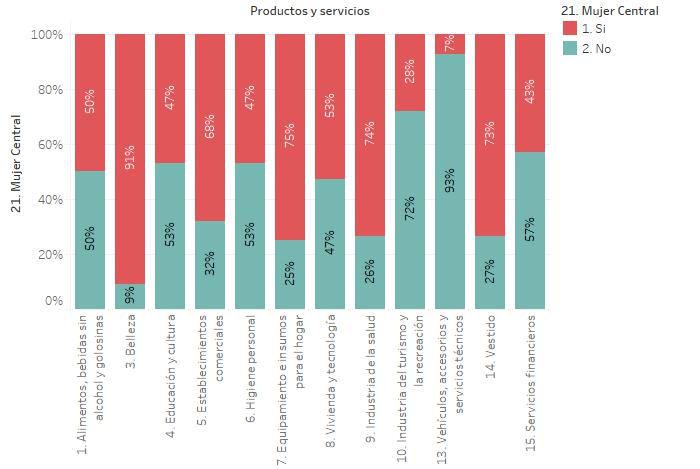 Productos y servicios
21. Mujer Central
1. Si
2. No
21. Mujer Central
100%
80%
60%
40%
20%
0%
50%
50%
91%
9%
47%
53%
68%
32%
47%
53%
75%
25%
53%
47%
74%
26%
28%
72%
7%
93%
73%
27%
43%
57%
1. Alimentos, bebidas sin
alcohol y golosinas
3. Belleza
4. Educación y cultura
5. Establecimientos
comerciales
6. Higiene personal
7. Equipamiento e insumos
para el hogar
8. Vivienda y tecnología
9. Industria de la salud
10. Industria del turismo y
la recreación
13. Vehículos, accesorios y
servicios técnicos
14. Vestido
15. Servicios financieros